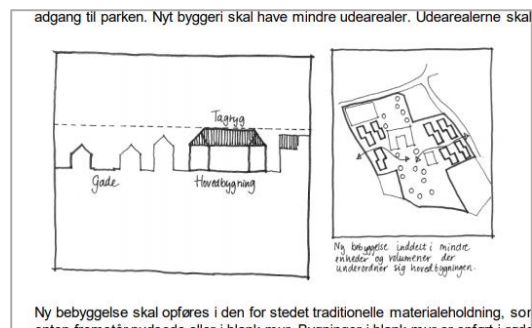 adgang til parken. Nyt byggeri skal have mindre udearealer. Udearealerne skal
Tagryg
Gade
Hovedbygning
Ny bebyggelse inddelt i mindre
enheder og volumener der
underordner sig hovedbygningen.
Ny bebyggelse skal opføres i den for stedet traditionelle materialeholdning, so